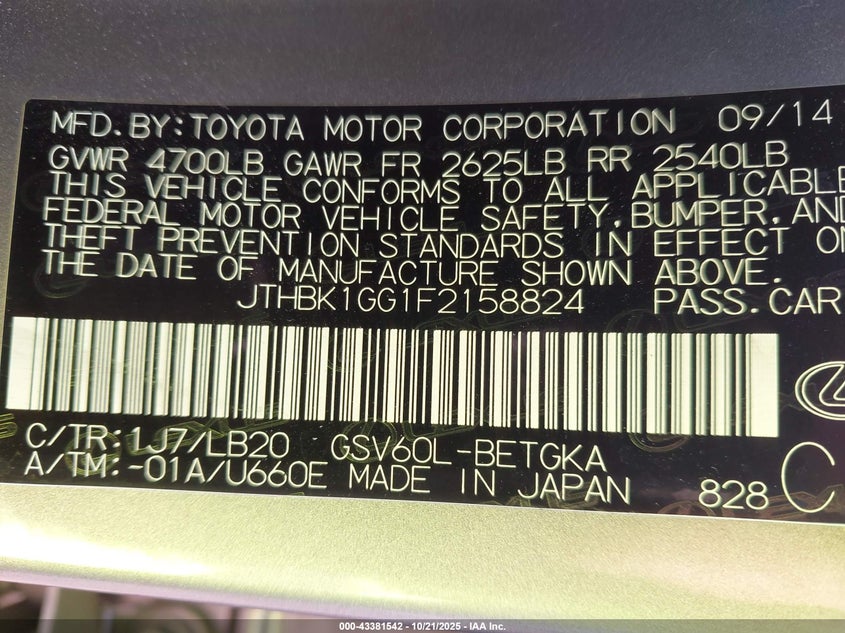 MFD.BY:TOYOTA MOTOR CORPORATION 09/14
GVWR 4700LB GAWR FR 2625LB RR 2540LB
THIS VEHICLE CONFORMS TO ALL APPLICABLE
FEDERAL MOTOR VEHICLE SAFETY,BUMPER,AND
THEFT PREVENTION STANDARDS IN EFFECT ON
THE DATE OF MANUFACTURE SHOWN ABOVE.
JTHBK1GG1F2158824 PASS.CAR
C/TR:1J7/LB20 GSV60L-BETGKA
A/TM:-01A/U660E MADE IN JAPAN 828 C
000-43381542 - 10/21/2025 - IAA Inc.